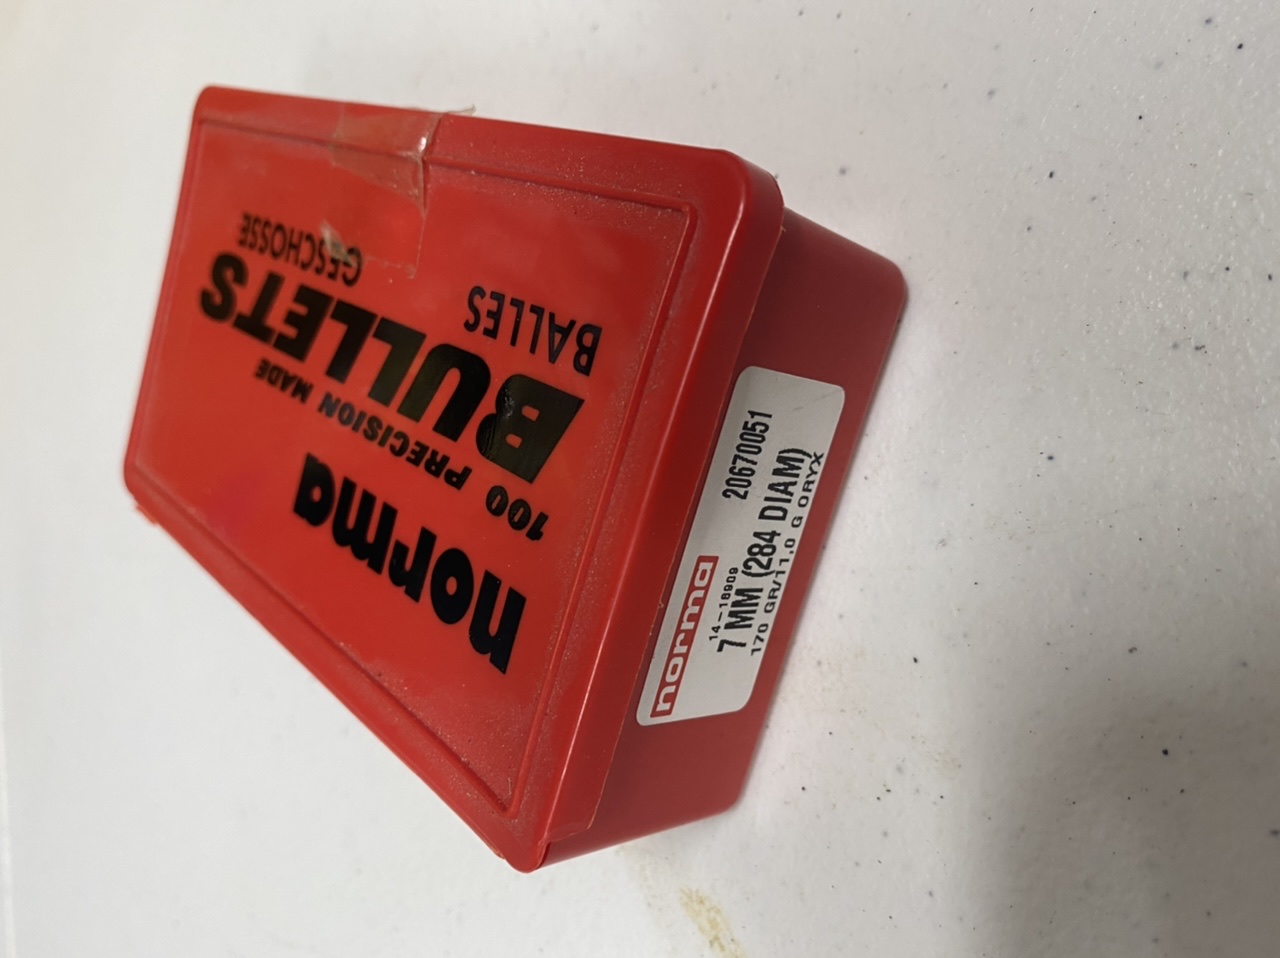 norma
100 PRECISION MADE
BULLETS
BALLES GESCHOSSE
norma
14-18909 20670051
7 MM (284 DIAM)
170 GR/11.0 G ORYX